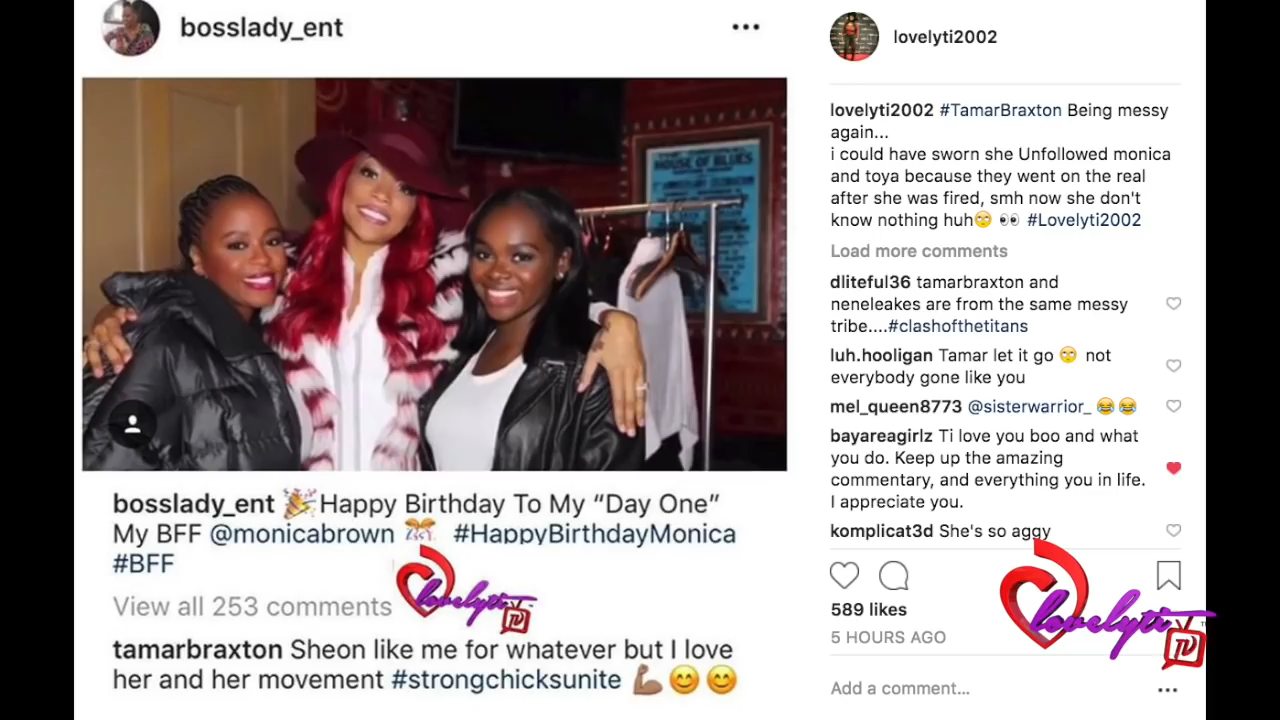 bosslady_ent
HOUSE OF BLUES
bosslady_ent 🎉Happy Birthday To My “Day One”
My BFF @monicabrown 🎊 #HappyBirthdayMonica
#BFF
View all 253 comments
tamarbraxton Sheon like me for whatever but I love
her and her movement #strongchicksunite 💪🏽😊😊
Lovelyti TV
lovelyti2002
lovelyti2002 #TamarBraxton Being messy
again...
i could have sworn she Unfollowed monica
and toya because they went on the real
after she was fired, smh now she don't
know nothing huh🙄 👀 #Lovelyti2002
Load more comments
dliteful36 tamarbraxton and
neneleakes are from the same messy
tribe....#clashofthetitans
luh.hooligan Tamar let it go 🙄 not
everybody gone like you
mel_queen8773 @sisterwarrior_ 😂😂
bayareagirlz Ti love you boo and what
you do. Keep up the amazing
commentary, and everything you in life.
I appreciate you.
komplicat3d She's so aggy
589 likes
5 HOURS AGO
Add a comment...
Lovelyti TV